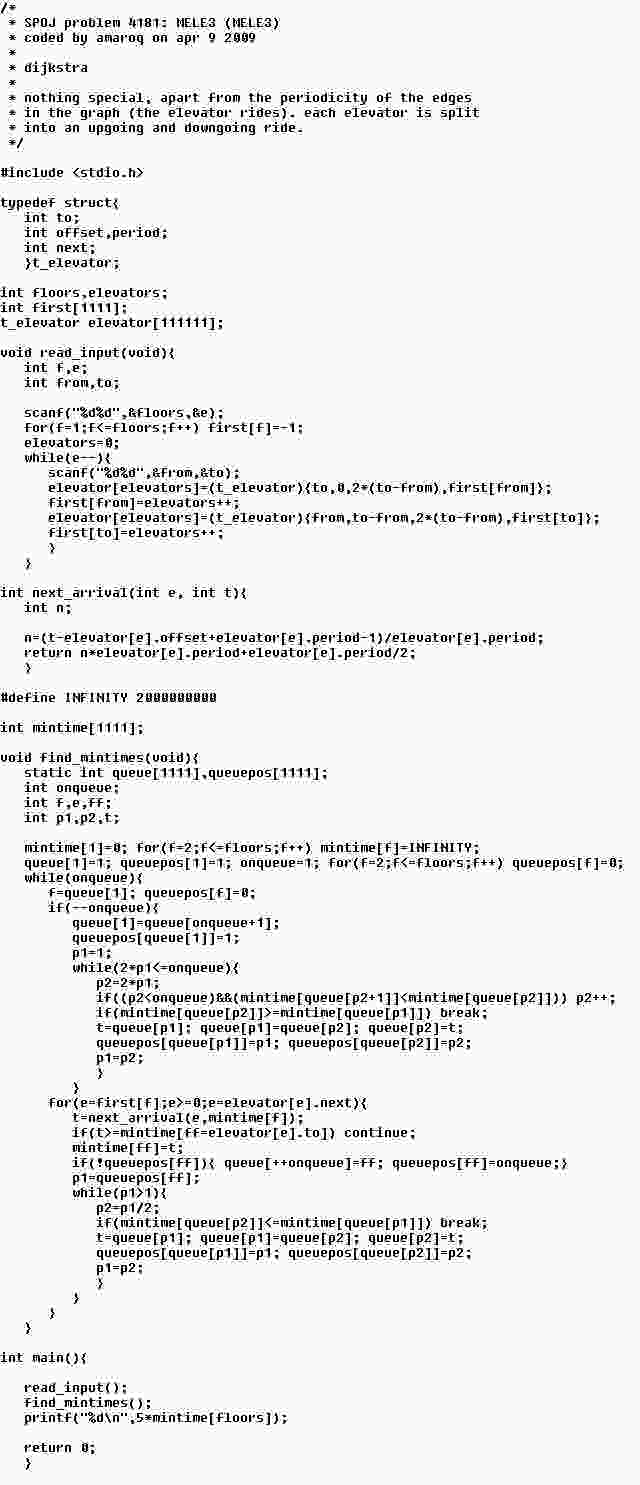 /*
 * SPOJ problem 4181: NELE3 (NELE3)
 * coded by amaroq on apr 9 2009
 *
 * dijkstra
 *
 * nothing special, apart from the periodicity of the edges
 * in the graph (the elevator rides). each elevator is split
 * into an upgoing and downgoing ride.
 */

#include <stdio.h>

typedef struct{
   int to;
   int offset,period;
   int next;
   }t_elevator;

int floors,elevators;
int first[1111];
t_elevator elevator[111111];

void read_input(void){
   int f,e;
   int from,to;

   scanf("%d%d",&floors,&e);
   for(f=1;f<=floors;f++) first[f]=-1;
   elevators=0;
   while(e--){
      scanf("%d%d",&from,&to);
      elevator[elevators]=(t_elevator){to,0,2*(to-from),first[from]};
      first[from]=elevators++;
      elevator[elevators]=(t_elevator){from,to-from,2*(to-from),first[to]};
      first[to]=elevators++;
      }
   }

int next_arrival(int e, int t){
   int n;

   n=(t-elevator[e].offset+elevator[e].period-1)/elevator[e].period;
   return n*elevator[e].period+elevator[e].period/2;
   }

#define INFINITY 2000000000

int mintime[1111];

void find_mintimes(void){
   static int queue[1111],queuepos[1111];
   int onqueue;
   int f,e,ff;
   int p1,p2,t;

   mintime[1]=0; for(f=2;f<=floors;f++) mintime[f]=INFINITY;
   queue[1]=1; queuepos[1]=1; onqueue=1; for(f=2;f<=floors;f++) queuepos[f]=0;
   while(onqueue){
      f=queue[1]; queuepos[f]=0;
      if(--onqueue){
         queue[1]=queue[onqueue+1];
         queuepos[queue[1]]=1;
         p1=1;
         while(2*p1<=onqueue){
            p2=2*p1;
            if((p2<onqueue)&&(mintime[queue[p2+1]]<mintime[queue[p2]])) p2++;
            if(mintime[queue[p2]]>=mintime[queue[p1]]) break;
            t=queue[p1]; queue[p1]=queue[p2]; queue[p2]=t;
            queuepos[queue[p1]]=p1; queuepos[queue[p2]]=p2;
            p1=p2;
            }
         }
      for(e=first[f];e>=0;e=elevator[e].next){
         t=next_arrival(e,mintime[f]);
         if(t>=mintime[ff=elevator[e].to]) continue;
         mintime[ff]=t;
         if(!queuepos[ff]){ queue[++onqueue]=ff; queuepos[ff]=onqueue;}
         p1=queuepos[ff];
         while(p1>1){
            p2=p1/2;
            if(mintime[queue[p2]]<=mintime[queue[p1]]) break;
            t=queue[p1]; queue[p1]=queue[p2]; queue[p2]=t;
            queuepos[queue[p1]]=p1; queuepos[queue[p2]]=p2;
            p1=p2;
            }
         }
      }
   }

int main(){

   read_input();
   find_mintimes();
   printf("%d\n",5*mintime[floors]);

   return 0;
   }